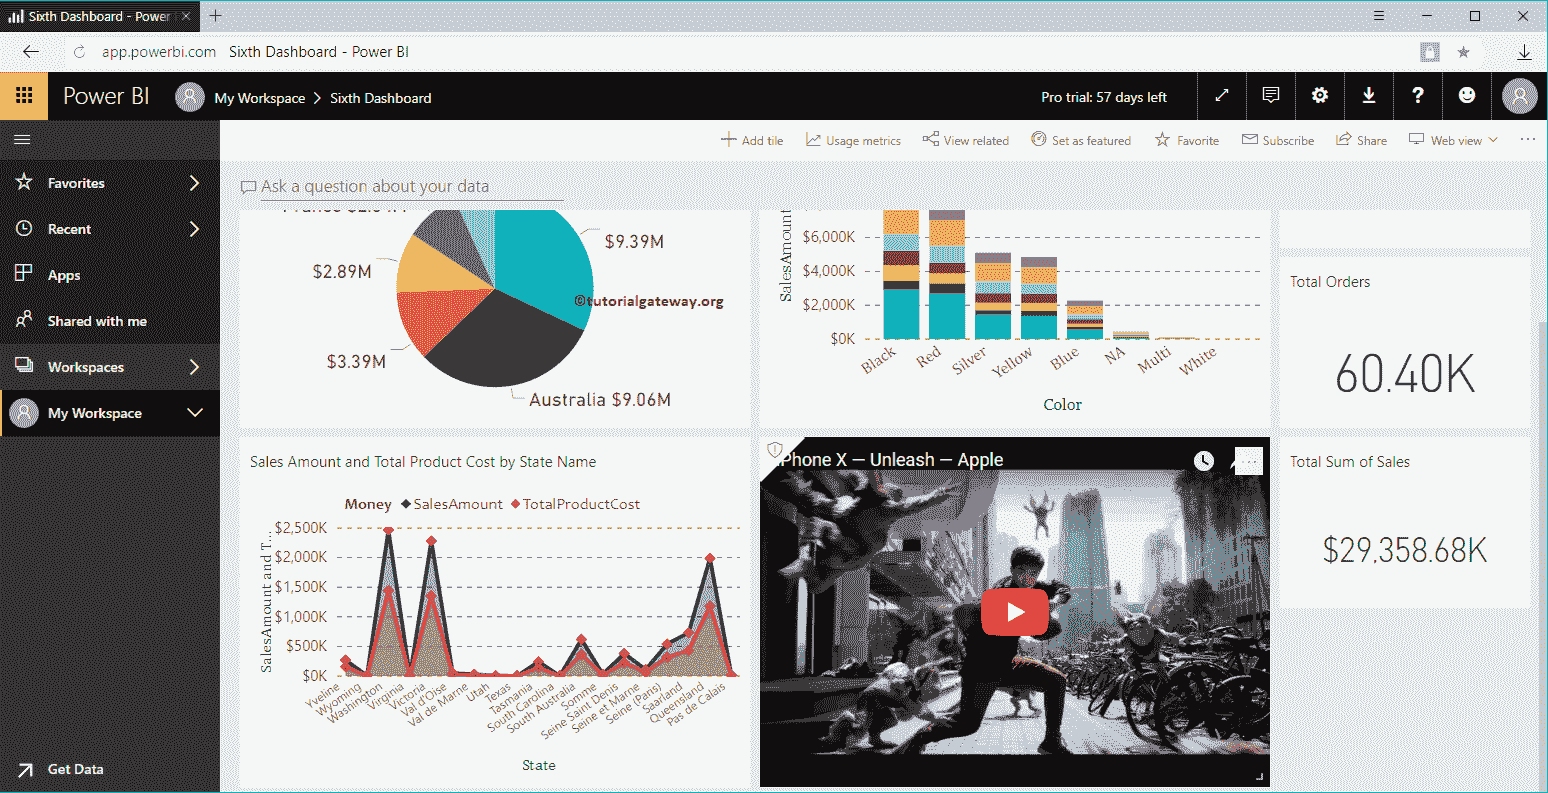 Sixth Dashboard - Power
app.powerbi.com Sixth Dashboard - Power BI
Power BI My Workspace > Sixth Dashboard Pro trial: 57 days left
Add tile Usage metrics View related Set as featured Favorite Subscribe Share Web view
Ask a question about your data
Favorites
Recent
Apps
Shared with me
Workspaces
My Workspace
Get Data
$9.39M
$2.89M
©tutorialgateway.org
$3.39M
Australia $9.06M
SalesAmount
$6,000K
$4,000K
$2,000K
$0K
Black Red Silver Yellow Blue NA Multi White
Color
Total Orders
60.40K
Sales Amount and Total Product Cost by State Name
Money SalesAmount TotalProductCost
SalesAmount and T...
$2,500K
$2,000K
$1,500K
$1,000K
$500K
$0K
Yveline Wyoming Washington Virginia Victoria Val d'Oise Val de Marne Utah Texas Tasmania South Carolina South Australia Somme Seine Saint Denis Seine et Marne Seine (Paris) Saarland Queensland Pas de Calais
State
iPhone X — Unleash — Apple
Total Sum of Sales
$29,358.68K